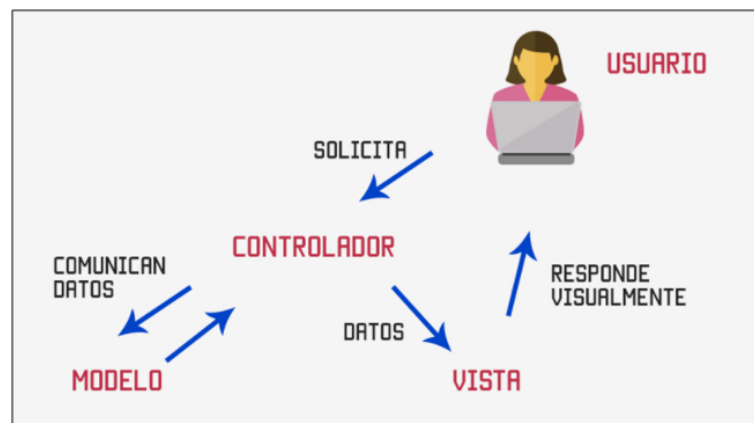 USUARIO
SOLICITA
CONTROLADOR
COMUNICAN
DATOS
RESPONDE
VISUALMENTE
DATOS
MODELO
VISTA